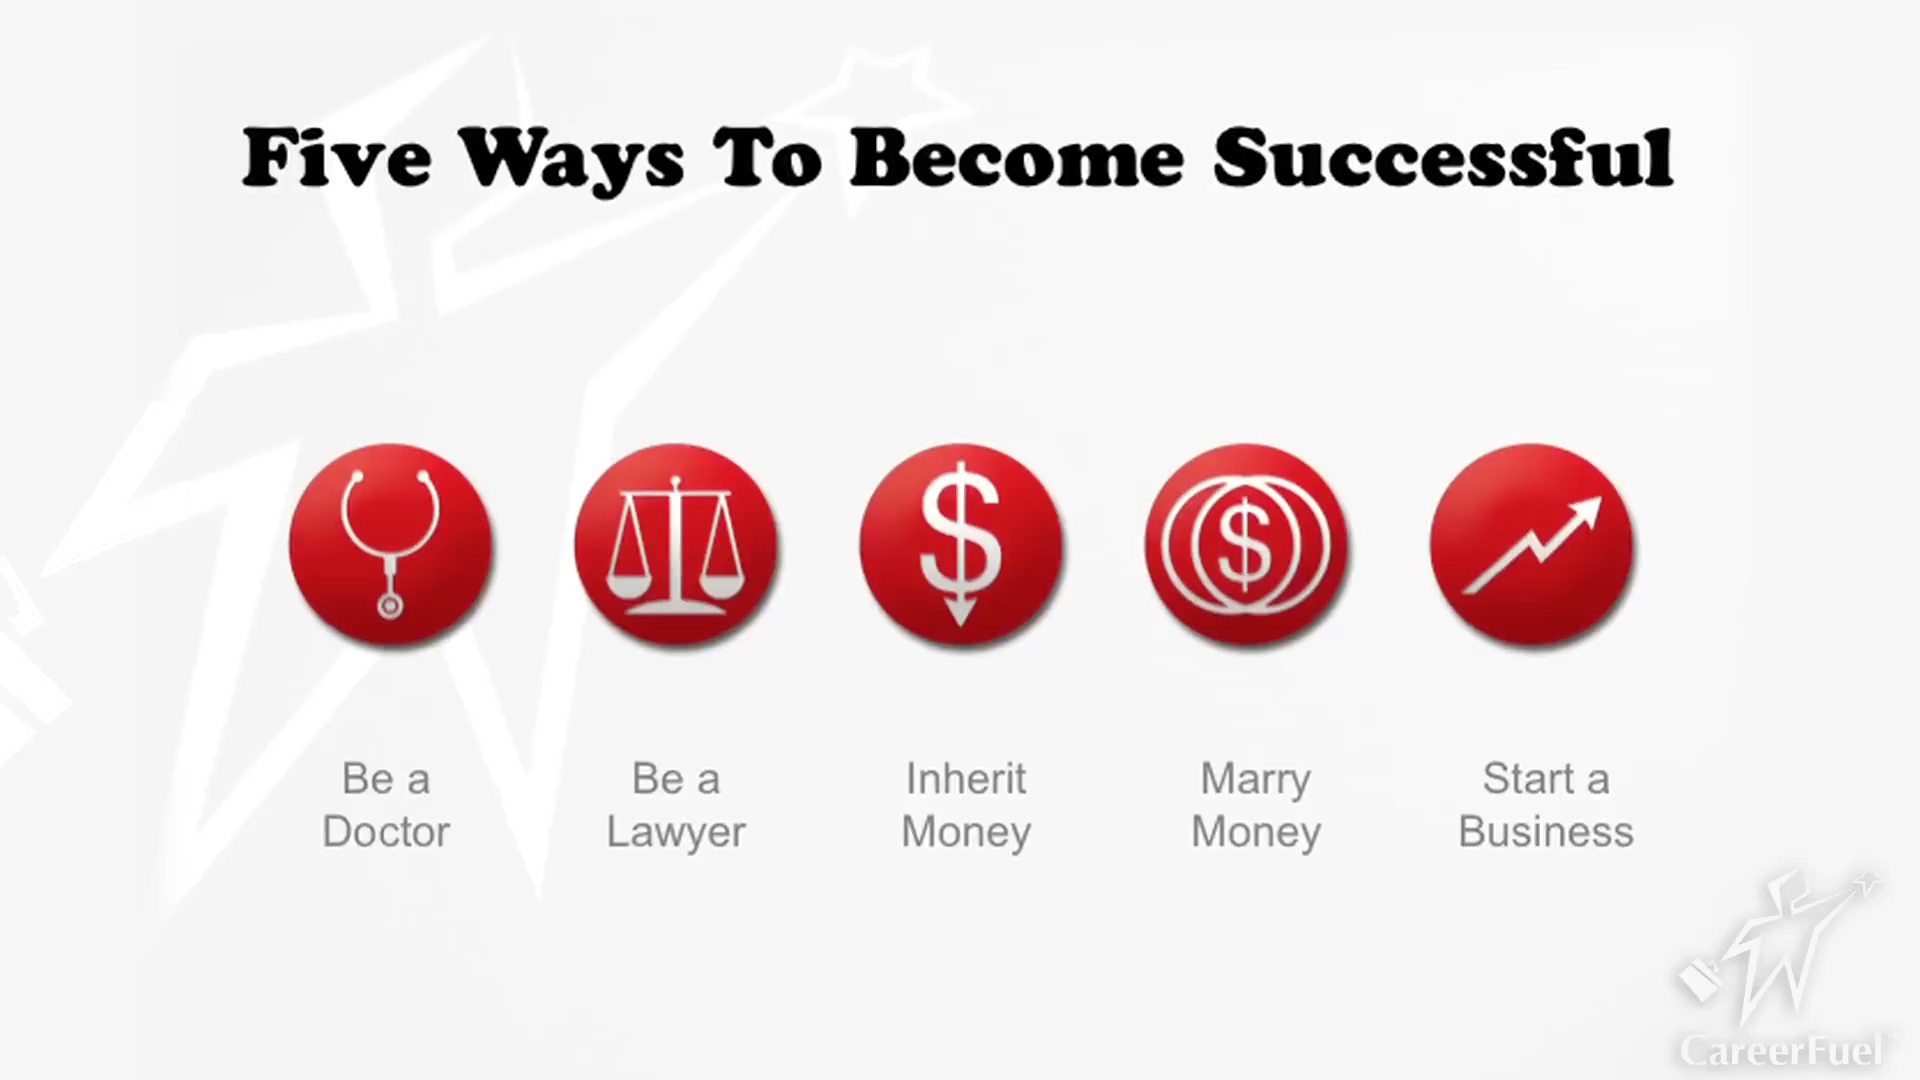 Five Ways To Become Successful
Be a
Doctor
Be a
Lawyer
Inherit
Money
Marry
Money
Start a
Business
CareerFuel